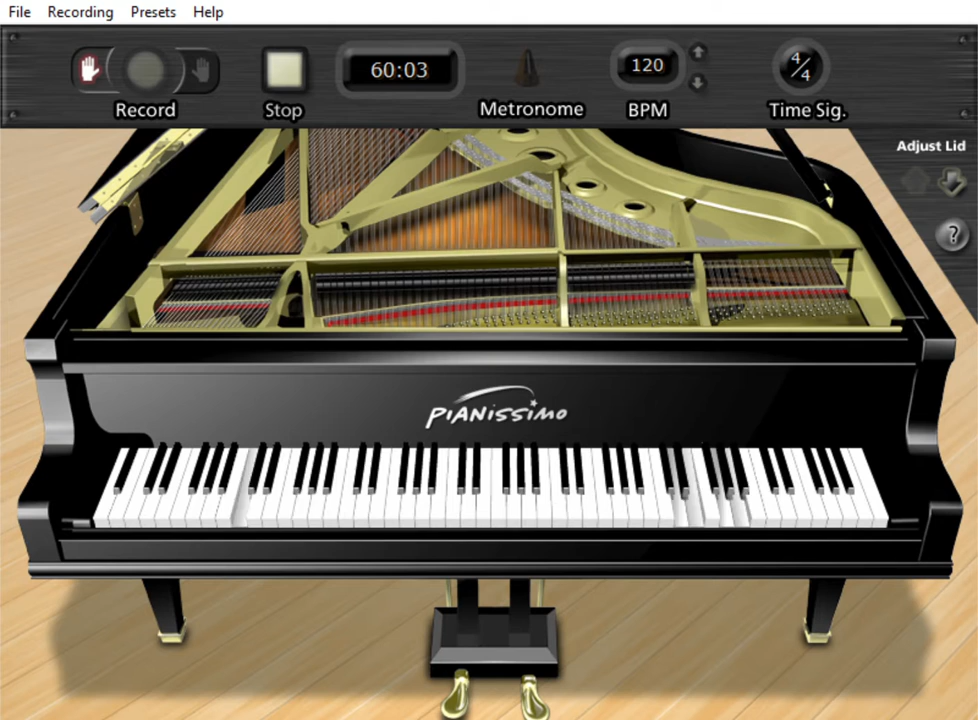 File Recording Presets Help
60:03
120
4/4
Record
Stop
Metronome
BPM
Time Sig.
Adjust Lid
?
PIANISSIMO